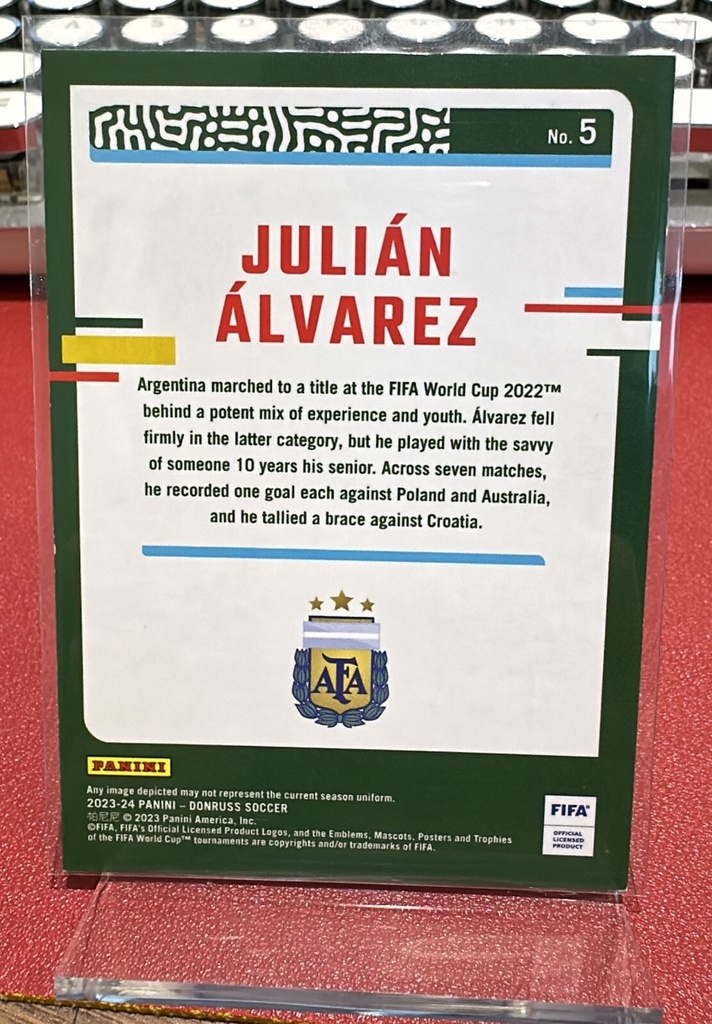 No. 5
JULIÁN
ÁLVAREZ
Argentina marched to a title at the FIFA World Cup 2022™
behind a potent mix of experience and youth. Álvarez fell
firmly in the latter category, but he played with the savvy
of someone 10 years his senior. Across seven matches,
he recorded one goal each against Poland and Australia,
and he tallied a brace against Croatia.
AFA
PANINI
Any image depicted may not represent the current season uniform.
2023-24 PANINI – DONRUSS SOCCER
帕尼尼 © 2023 Panini America, Inc.
©FIFA, FIFA's Official Licensed Product Logos, and the Emblems, Mascots, Posters and Trophies
of the FIFA World Cup™ tournaments are copyrights and/or trademarks of FIFA.
FIFA®
OFFICIAL
LICENSED
PRODUCT